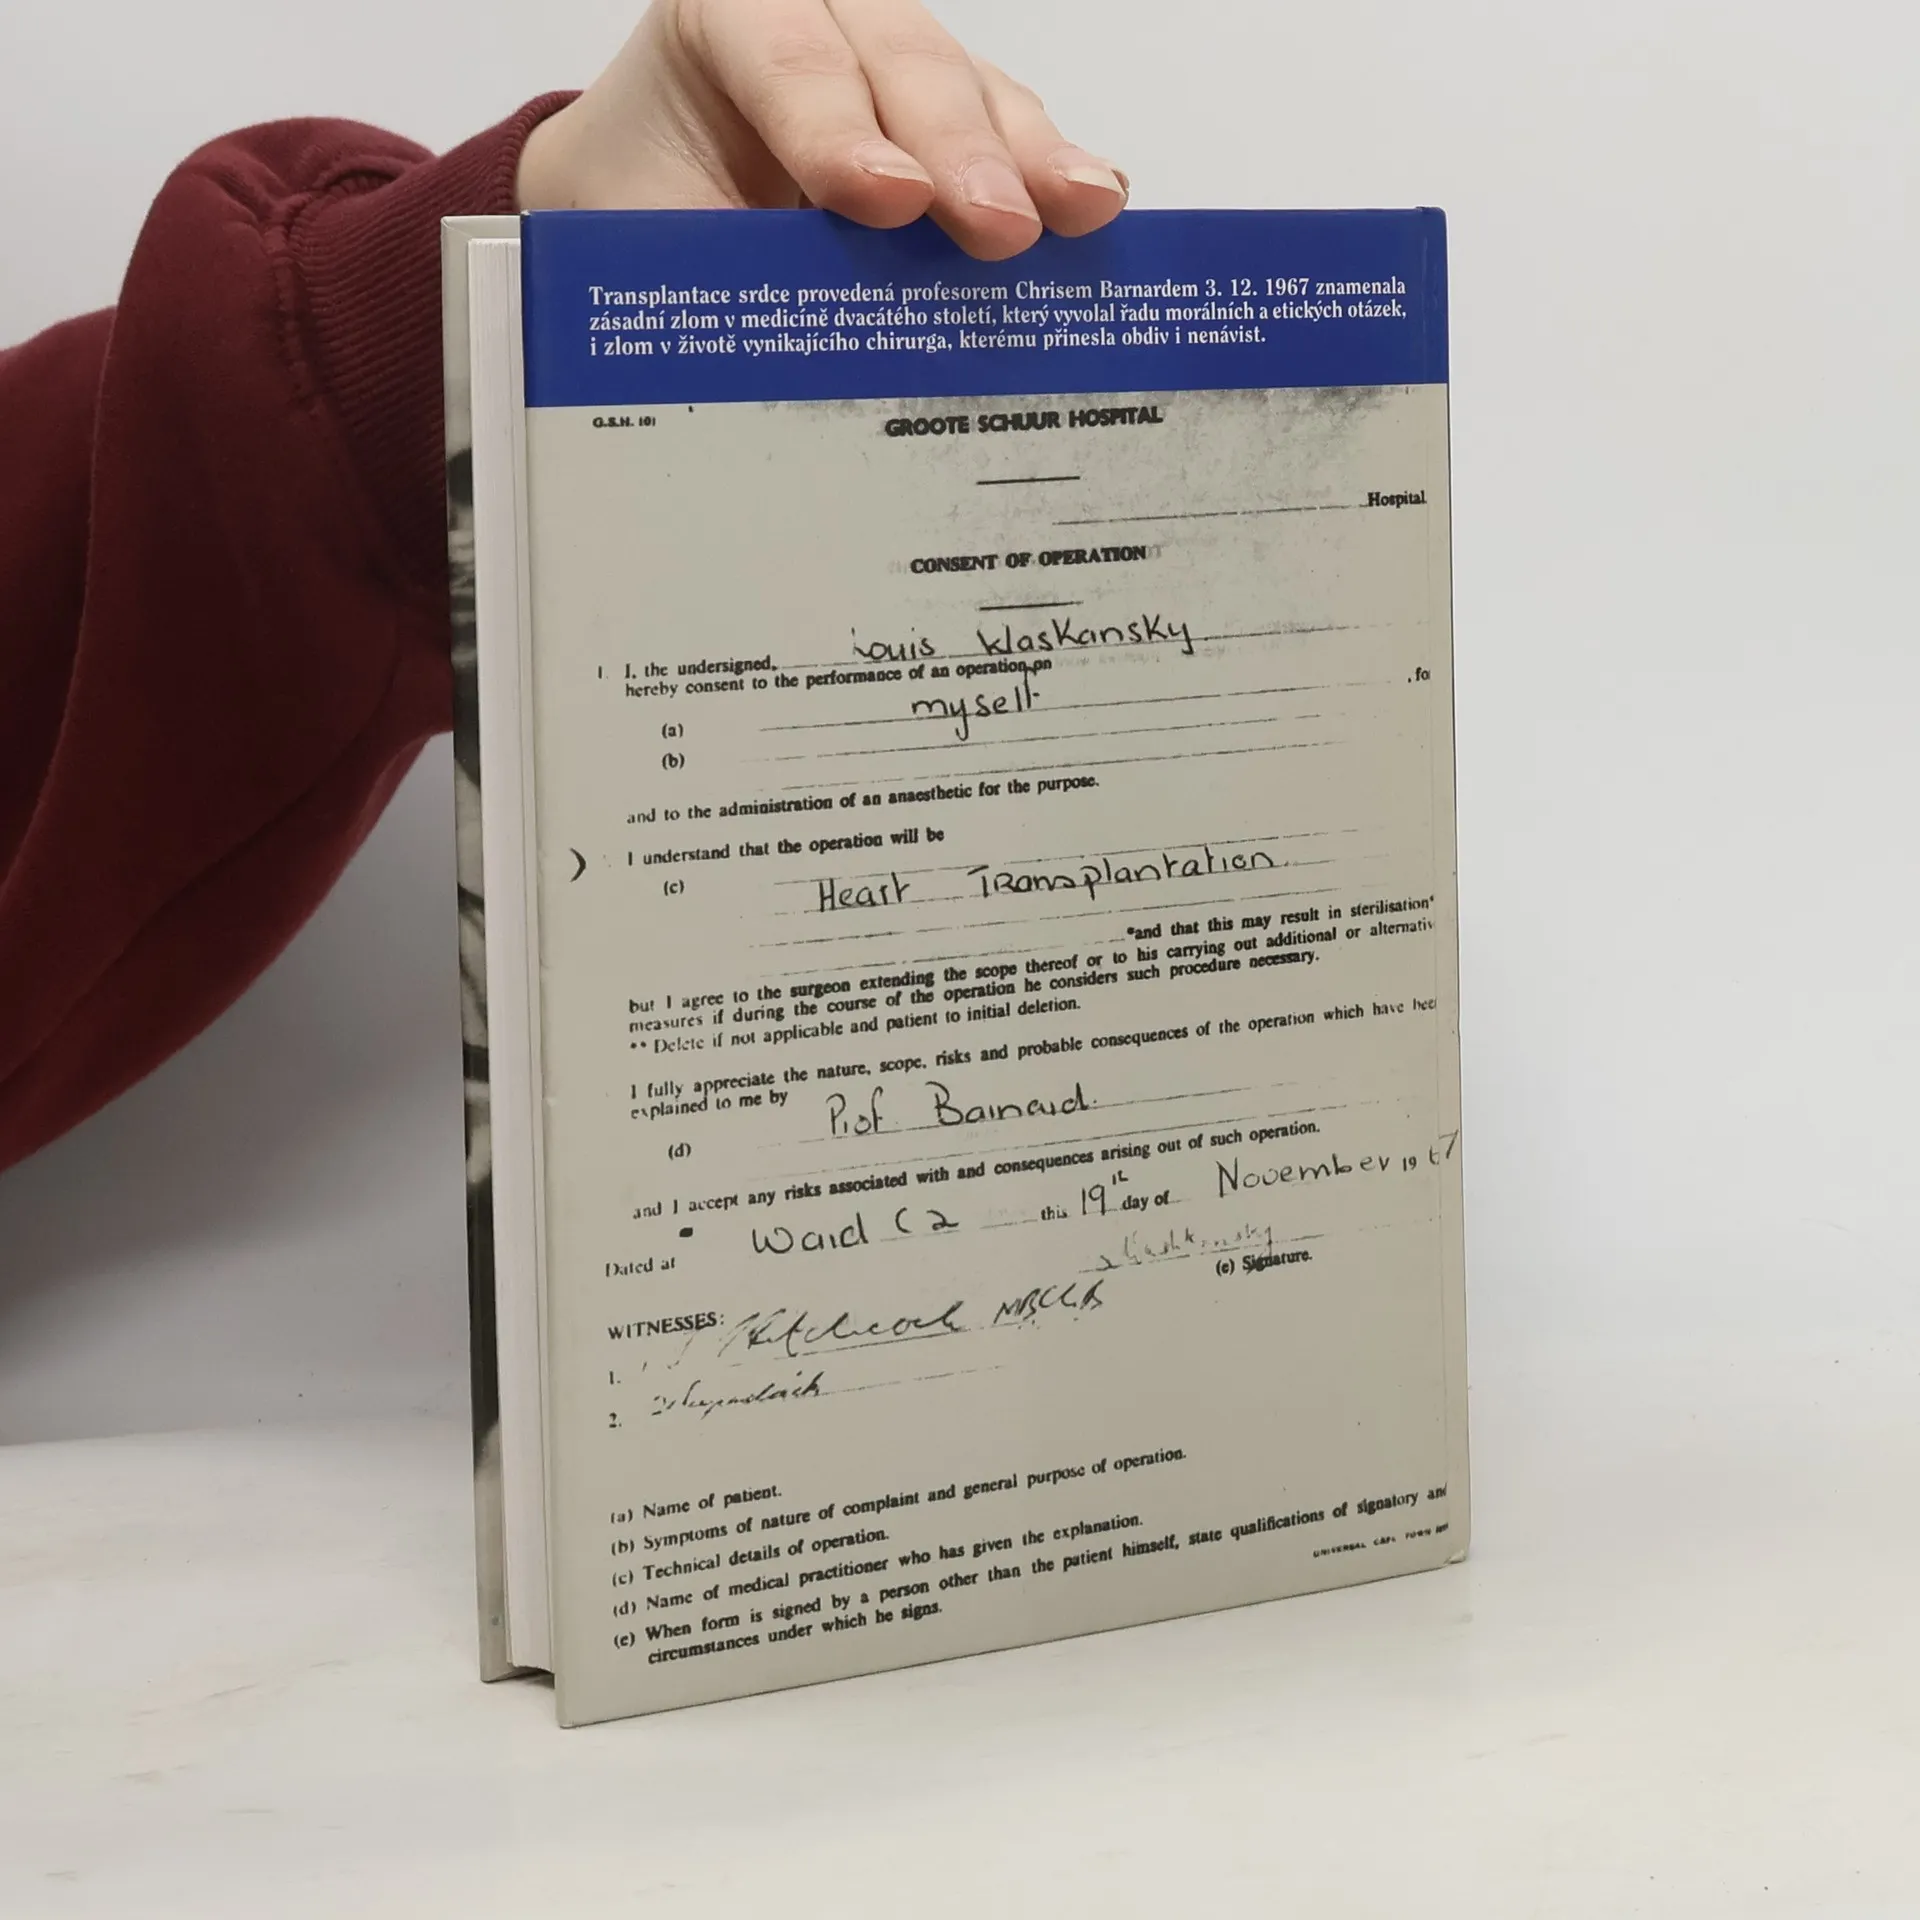 Transplantace srdce provedená profesorem Chrisem Barnardem 3. 12. 1967 znamenala
zásadní zlom v medicíně dvacátého století, který vyvolal řadu morálních a etických otázek,
i zlom v životě vynikajícího chirurga, kterému přinesla obdiv i nenávist.
G.S.H. 101
GROOTE SCHUUR HOSPITAL
Hospital
CONSENT OF OPERATION
1. I, the undersigned, Louis Waskansky
hereby consent to the performance of an operation on
(a) myself , fo
(b)
and to the administration of an anaesthetic for the purpose.
I understand that the operation will be
(c) Heart Transplantation.
*and that this may result in sterilisation*
but I agree to the surgeon extending the scope thereof or to his carrying out additional or alternativ
measures if during the course of the operation he considers such procedure necessary.
** Delete if not applicable and patient to initial deletion.
I fully appreciate the nature, scope, risks and probable consequences of the operation which have bee
explained to me by
(d) Prof Barnard.
and I accept any risks associated with and consequences arising out of such operation.
Dated at Ward C2 this 19th day of November 1967
(e) Signature.
WITNESSES:
1. Hitchcock MBChB
2.
(a) Name of patient.
(b) Symptoms of nature of complaint and general purpose of operation.
(c) Technical details of operation.
(d) Name of medical practitioner who has given the explanation.
(e) When form is signed by a person other than the patient himself, state qualifications of signatory and
circumstances under which he signs.
UNIVERSAL CAPE TOWN